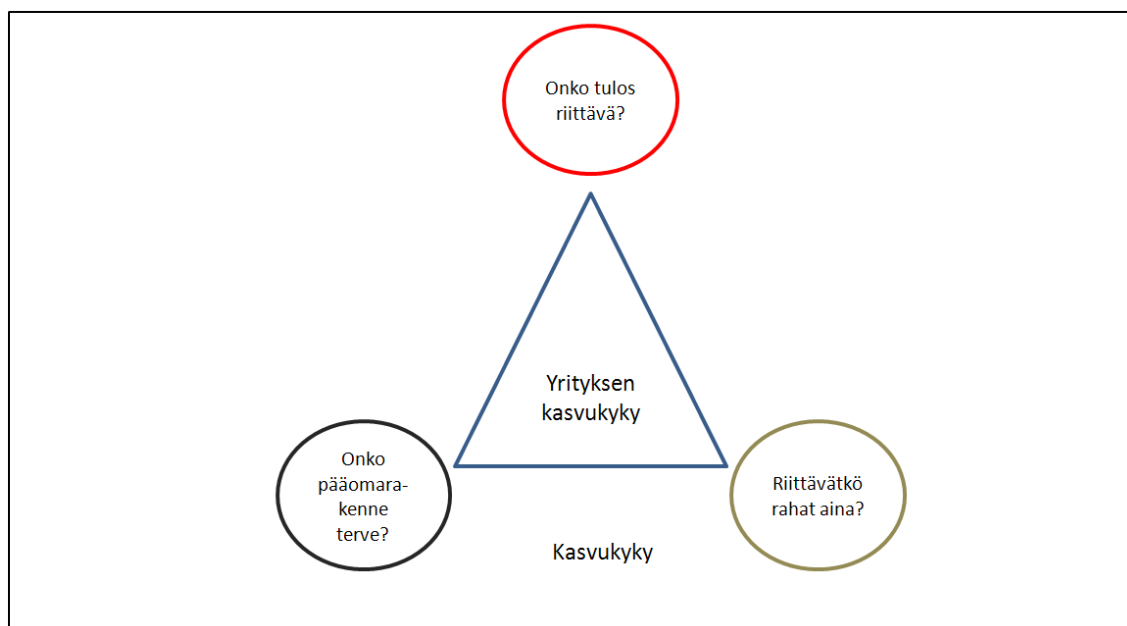 Onko tulos
riittävä?
Yrityksen
kasvukyky
Onko
pääomara-
kenne
terve?
Riittävätkö
rahat aina?
Kasvukyky